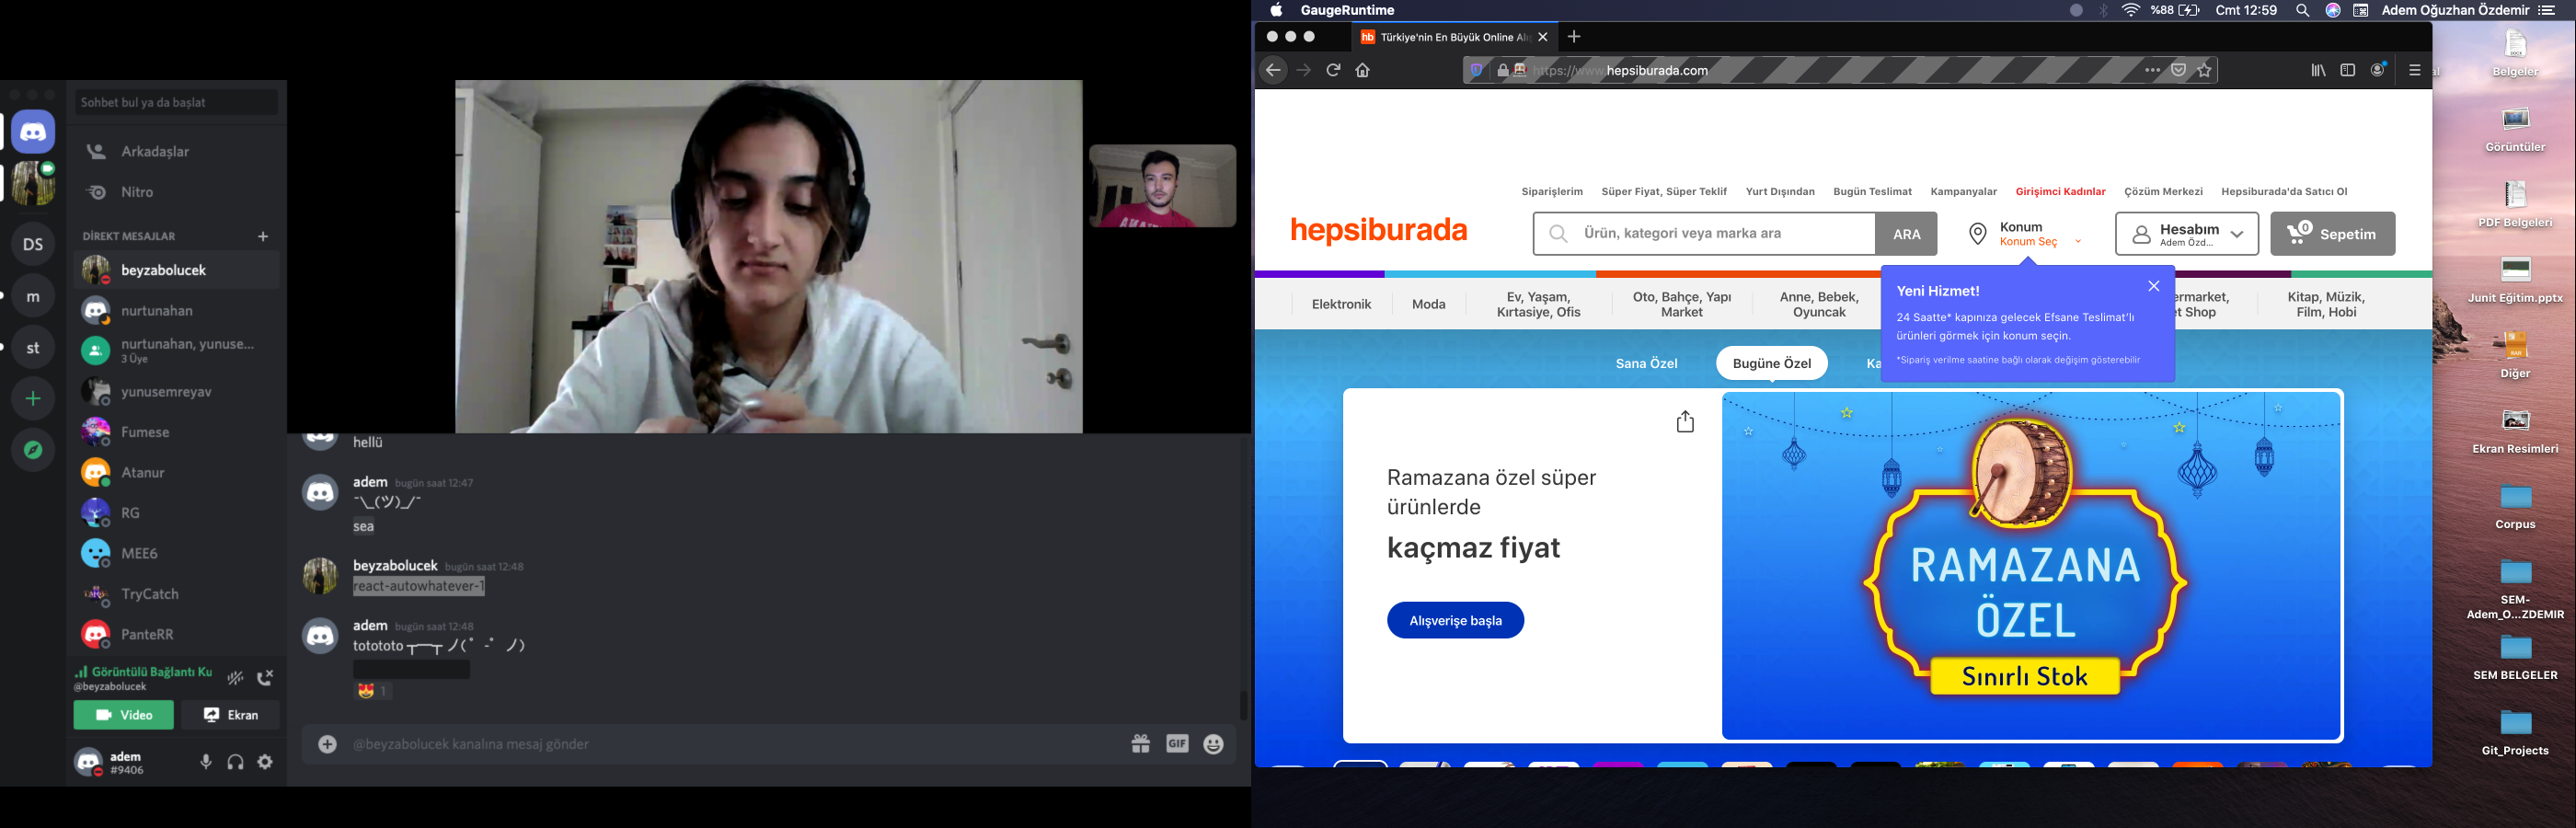 Sohbet bul ya da başlat
Arkadaşlar
Nitro
DİREKT MESAJLAR
beyzabolucek
nurtunahan
nurtunahan, yunuse...
3 Üye
yunusemreyav
Fumese
Atanur
RG
MEE6
TryCatch
PanteRR
Görüntülü Bağlantı Ku
@beyzabolucek
Video
Ekran
adem
#9406
DS
m
st
hellü
adem bugün saat 12:47
¯\_(ツ)_/¯
sea
beyzabolucek bugün saat 12:48
react-autowhatever-1
adem bugün saat 12:48
totototo ┬─┬ ノ( ゜-゜ノ)
1
@beyzabolucek kanalına mesaj gönder
GIF
GaugeRuntime
%88
Cmt 12:59
Adem Oğuzhan Özdemir
hb Türkiye'nin En Büyük Online Alış
https://www.hepsiburada.com
Siparişlerim
Süper Fiyat, Süper Teklif
Yurt Dışından
Bugün Teslimat
Kampanyalar
Girişimci Kadınlar
Çözüm Merkezi
Hepsiburada'da Satıcı Ol
hepsiburada
Ürün, kategori veya marka ara
ARA
Konum
Konum Seç
Hesabım
Adem Özd...
0
Sepetim
Elektronik
Moda
Ev, Yaşam,
Kırtasiye, Ofis
Oto, Bahçe, Yapı
Market
Anne, Bebek,
Oyuncak
ermarket,
et Shop
Kitap, Müzik,
Film, Hobi
Yeni Hizmet!
24 Saatte* kapınıza gelecek Efsane Teslimat'lı
ürünleri görmek için konum seçin.
*Sipariş verilme saatine bağlı olarak değişim gösterebilir
Sana Özel
Bugüne Özel
Ka
Ramazana özel süper
ürünlerde
kaçmaz fiyat
Alışverişe başla
RAMAZANA
ÖZEL
Sınırlı Stok
al
Belgeler
Görüntüler
PDF Belgeleri
Junit Eğitim.pptx
Diğer
Ekran Resimleri
Corpus
SEM-
Adem_O...ZDEMIR
SEM BELGELER
Git_Projects